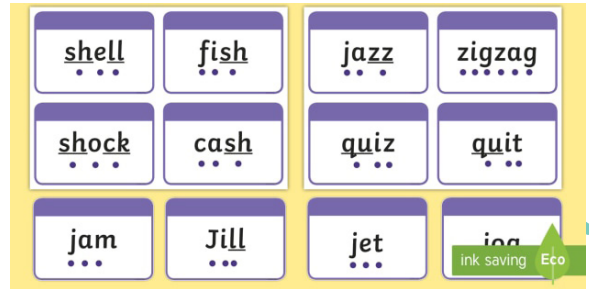 shell fish jazz zigzag
shock cash quiz quit
jam Jill jet
ink saving Eco